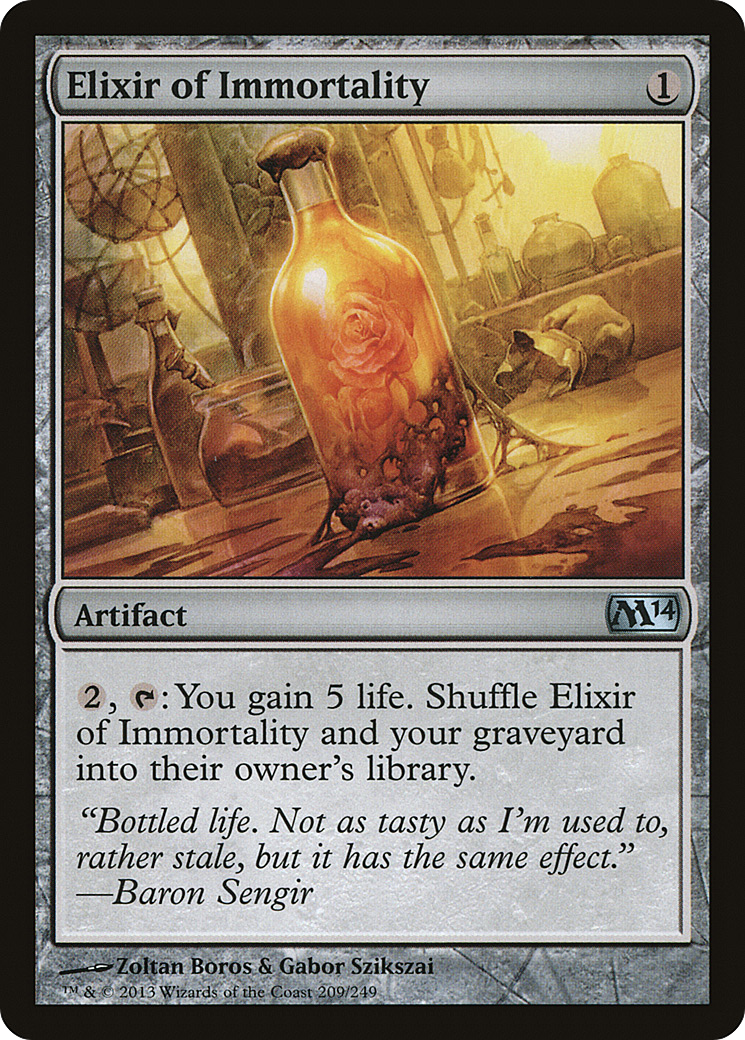 Elixir of Immortality 1
Artifact M14
2, : You gain 5 life. Shuffle Elixir
of Immortality and your graveyard
into their owner's library.
“Bottled life. Not as tasty as I'm used to,
rather stale, but it has the same effect.”
—Baron Sengir
Zoltan Boros & Gabor Szikszai
™ & © 2013 Wizards of the Coast 209/249